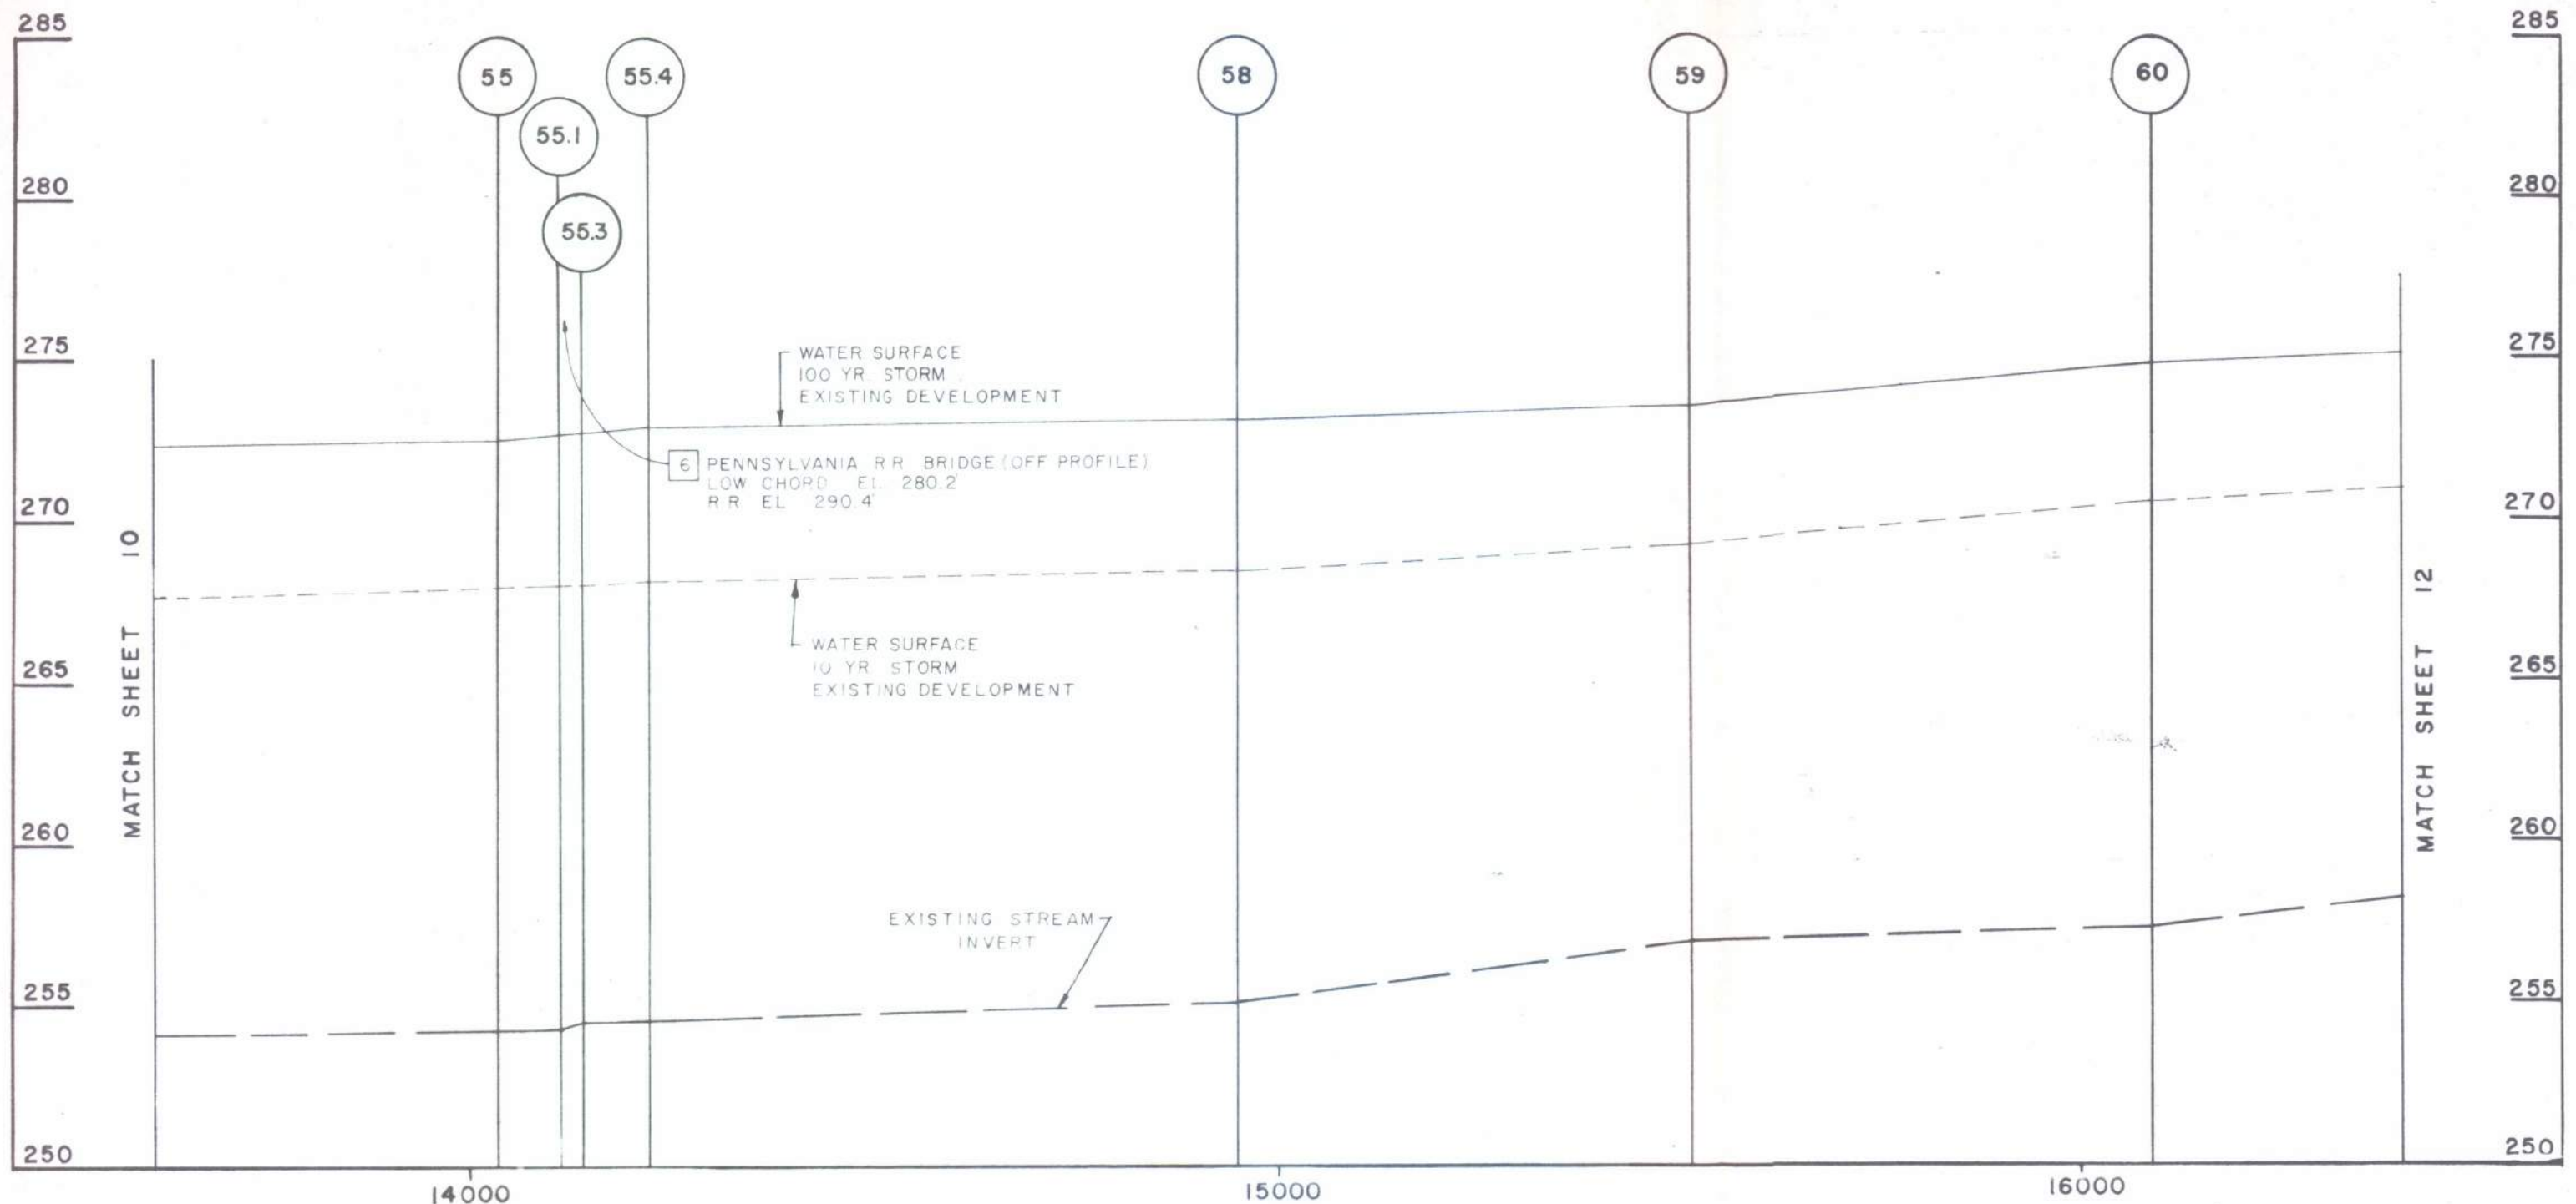 285
280
275
270
265
260
255
250
MATCH SHEET 10
55
55.1
55.3
55.4
58
59
60
WATER SURFACE
100 YR. STORM
EXISTING DEVELOPMENT
6 PENNSYLVANIA R R BRIDGE (OFF PROFILE)
LOW CHORD EL. 280.2'
R R EL 290.4'
WATER SURFACE
10 YR. STORM
EXISTING DEVELOPMENT
EXISTING STREAM
INVERT
MATCH SHEET 12
285
280
275
270
265
260
255
250
14000
15000
16000